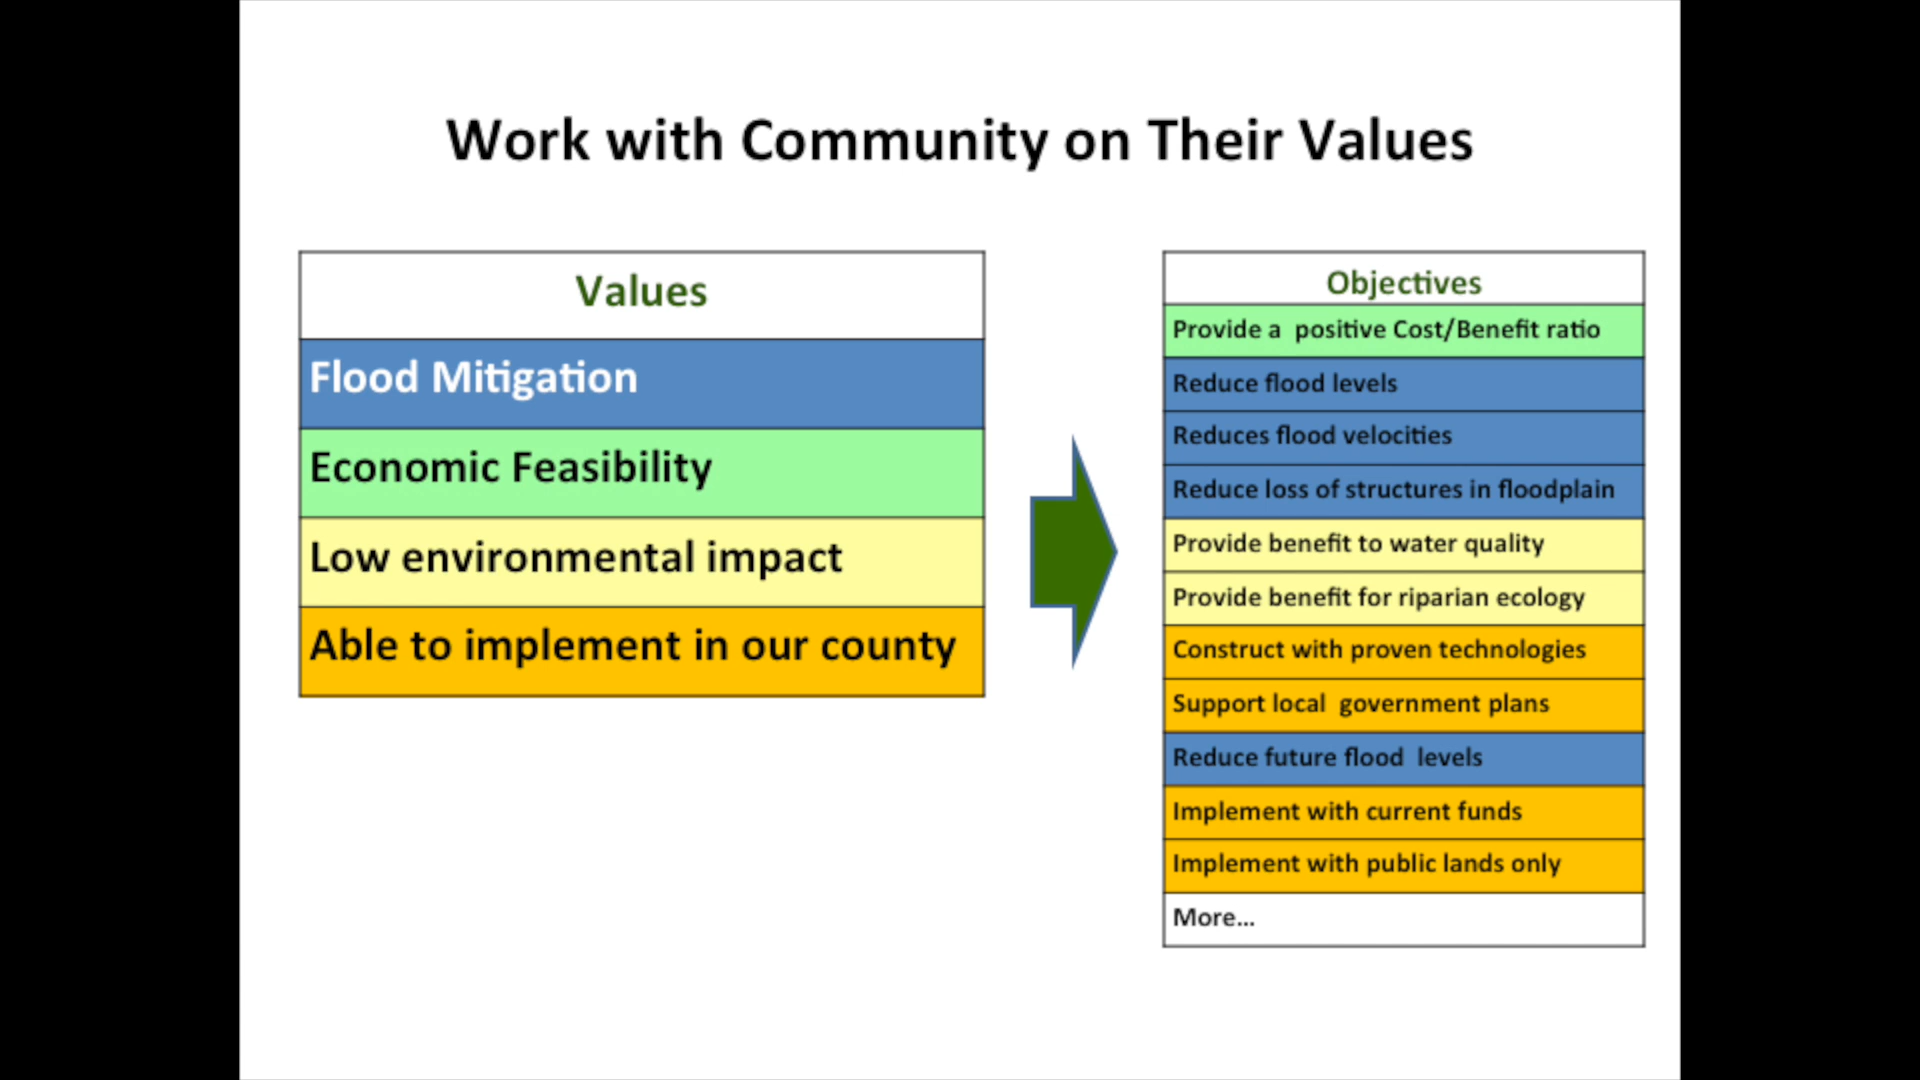 Work with Community on Their Values
Values
Flood Mitigation
Economic Feasibility
Low environmental impact
Able to implement in our county
Objectives
Provide a  positive Cost/Benefit ratio
Reduce flood levels
Reduces flood velocities
Reduce loss of structures in floodplain
Provide benefit to water quality
Provide benefit for riparian ecology
Construct with proven technologies
Support local  government plans
Reduce future flood  levels
Implement with current funds
Implement with public lands only
More...